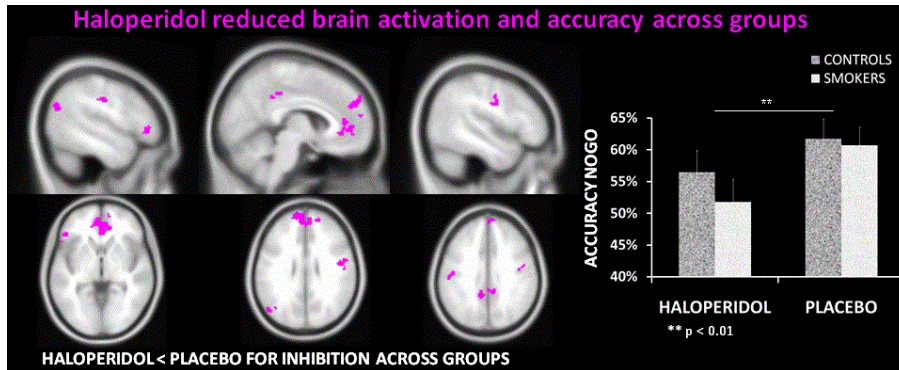 Haloperidol reduced brain activation and accuracy across groups
CONTROLS
SMOKERS
**
65%
60%
55%
50%
45%
40%
ACCURACY NOGO
HALOPERIDOL
PLACEBO
** p < 0.01
HALOPERIDOL < PLACEBO FOR INHIBITION ACROSS GROUPS